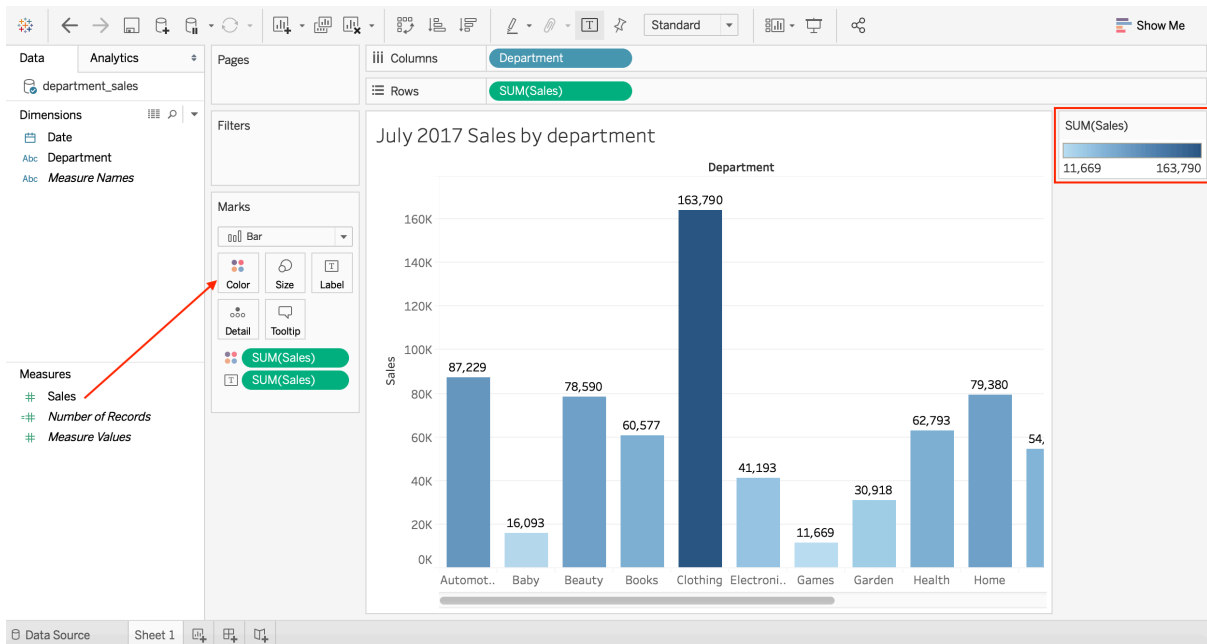 Standard
Show Me
Data
Analytics
department_sales
Dimensions
Date
Abc Department
Abc Measure Names
Measures
Sales
Number of Records
Measure Values
Pages
Filters
Marks
Bar
Color
Size
T
Label
Detail
Tooltip
SUM(Sales)
T SUM(Sales)
Columns
Department
Rows
SUM(Sales)
July 2017 Sales by department
Department
Sales
160K
140K
120K
100K
80K
60K
40K
20K
0K
87,229
16,093
78,590
60,577
163,790
41,193
11,669
30,918
62,793
79,380
54,
Automot..
Baby
Beauty
Books
Clothing
Electroni..
Games
Garden
Health
Home
SUM(Sales)
11,669
163,790
Data Source
Sheet 1